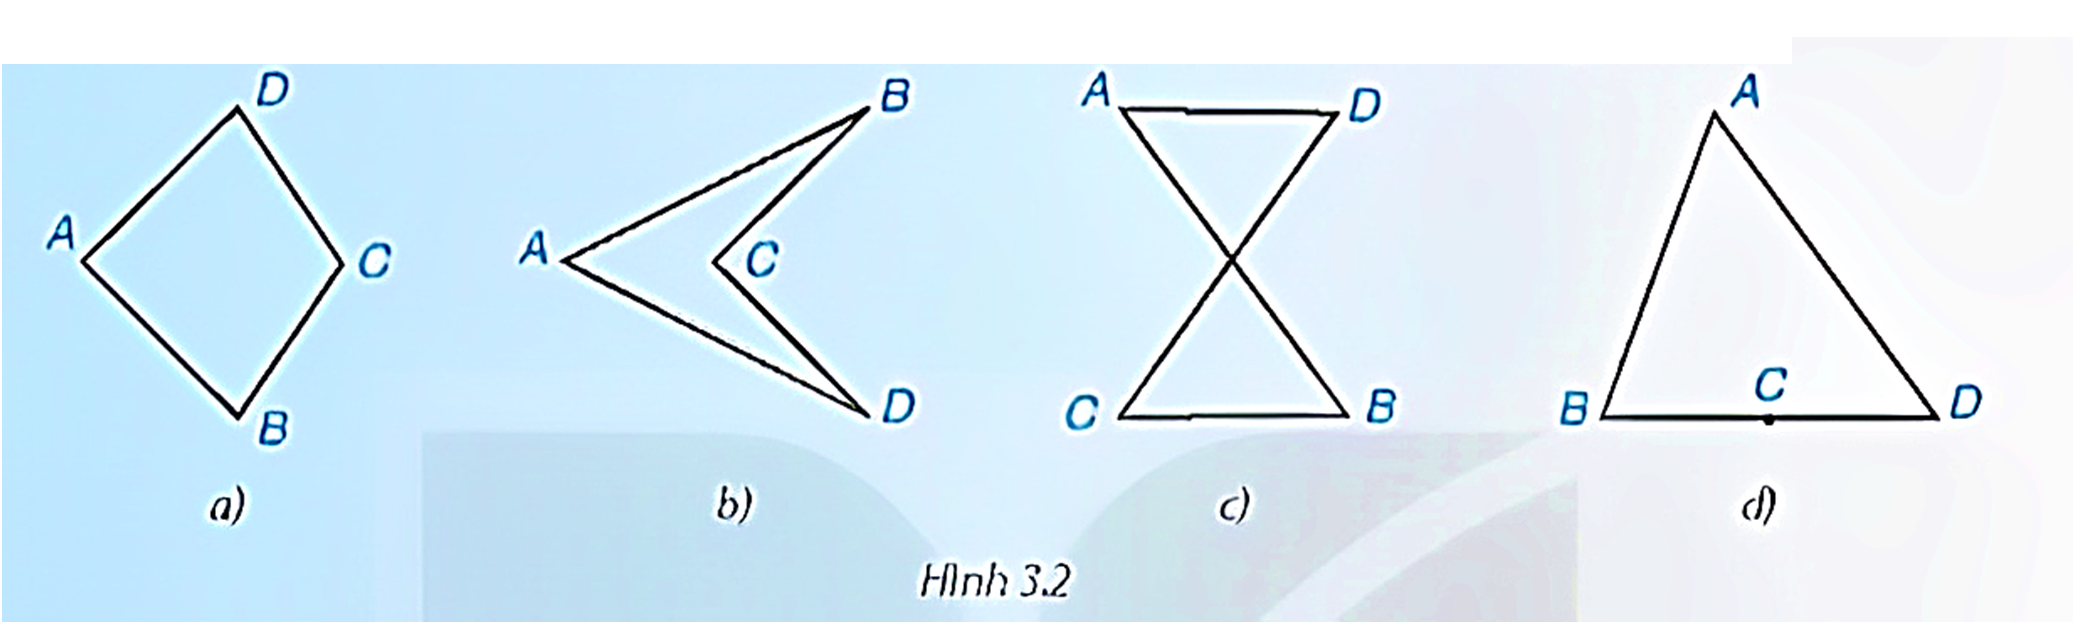 D B A D A
A C A C
B D C B B C D
a) b) c) d)
Hình 3.2